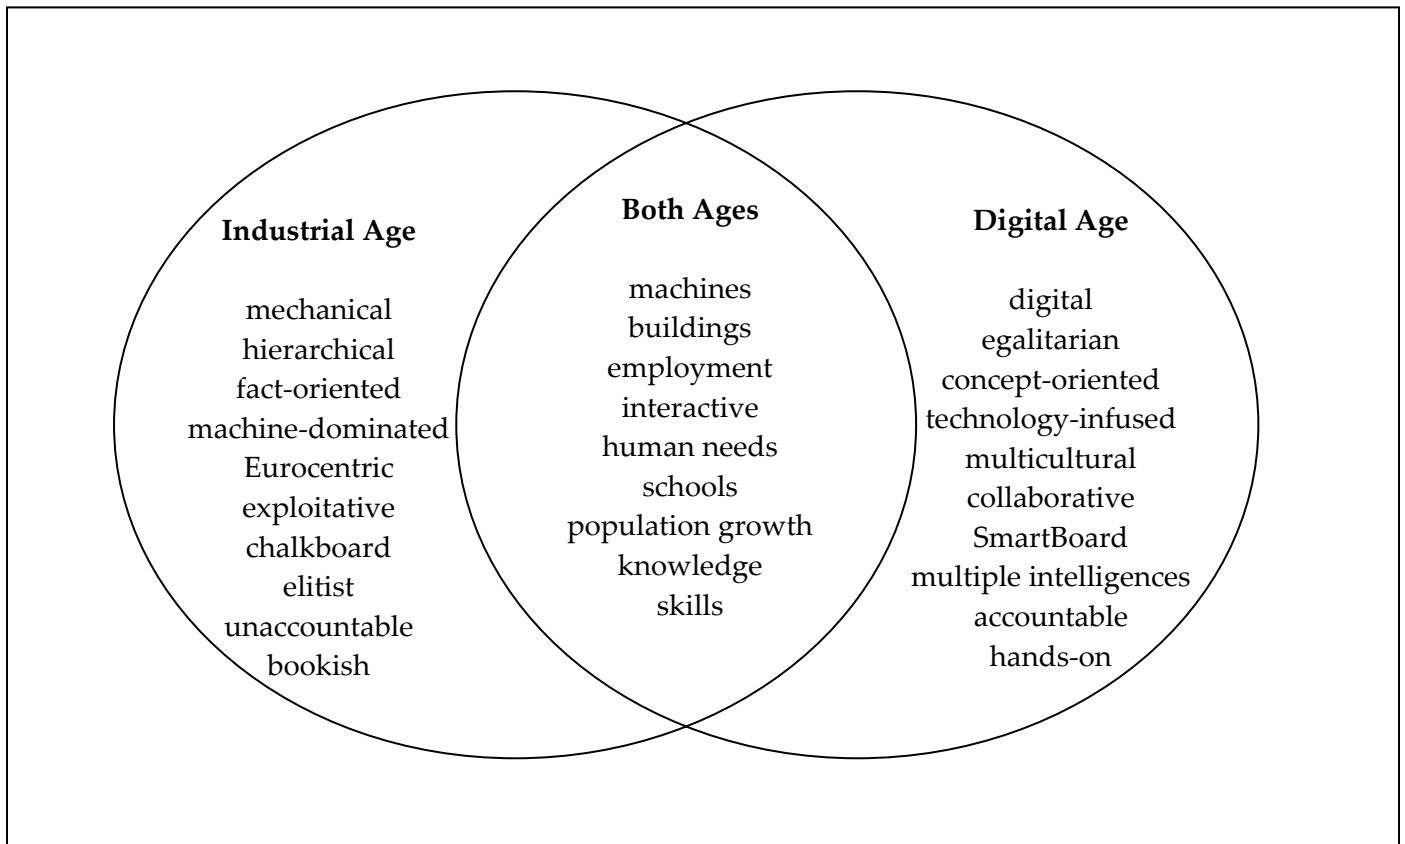 Industrial Age
mechanical
hierarchical
fact-oriented
machine-dominated
Eurocentric
exploitative
chalkboard
elitist
unaccountable
bookish
Both Ages
machines
buildings
employment
interactive
human needs
schools
population growth
knowledge
skills
Digital Age
digital
egalitarian
concept-oriented
technology-infused
multicultural
collaborative
SmartBoard
multiple intelligences
accountable
hands-on